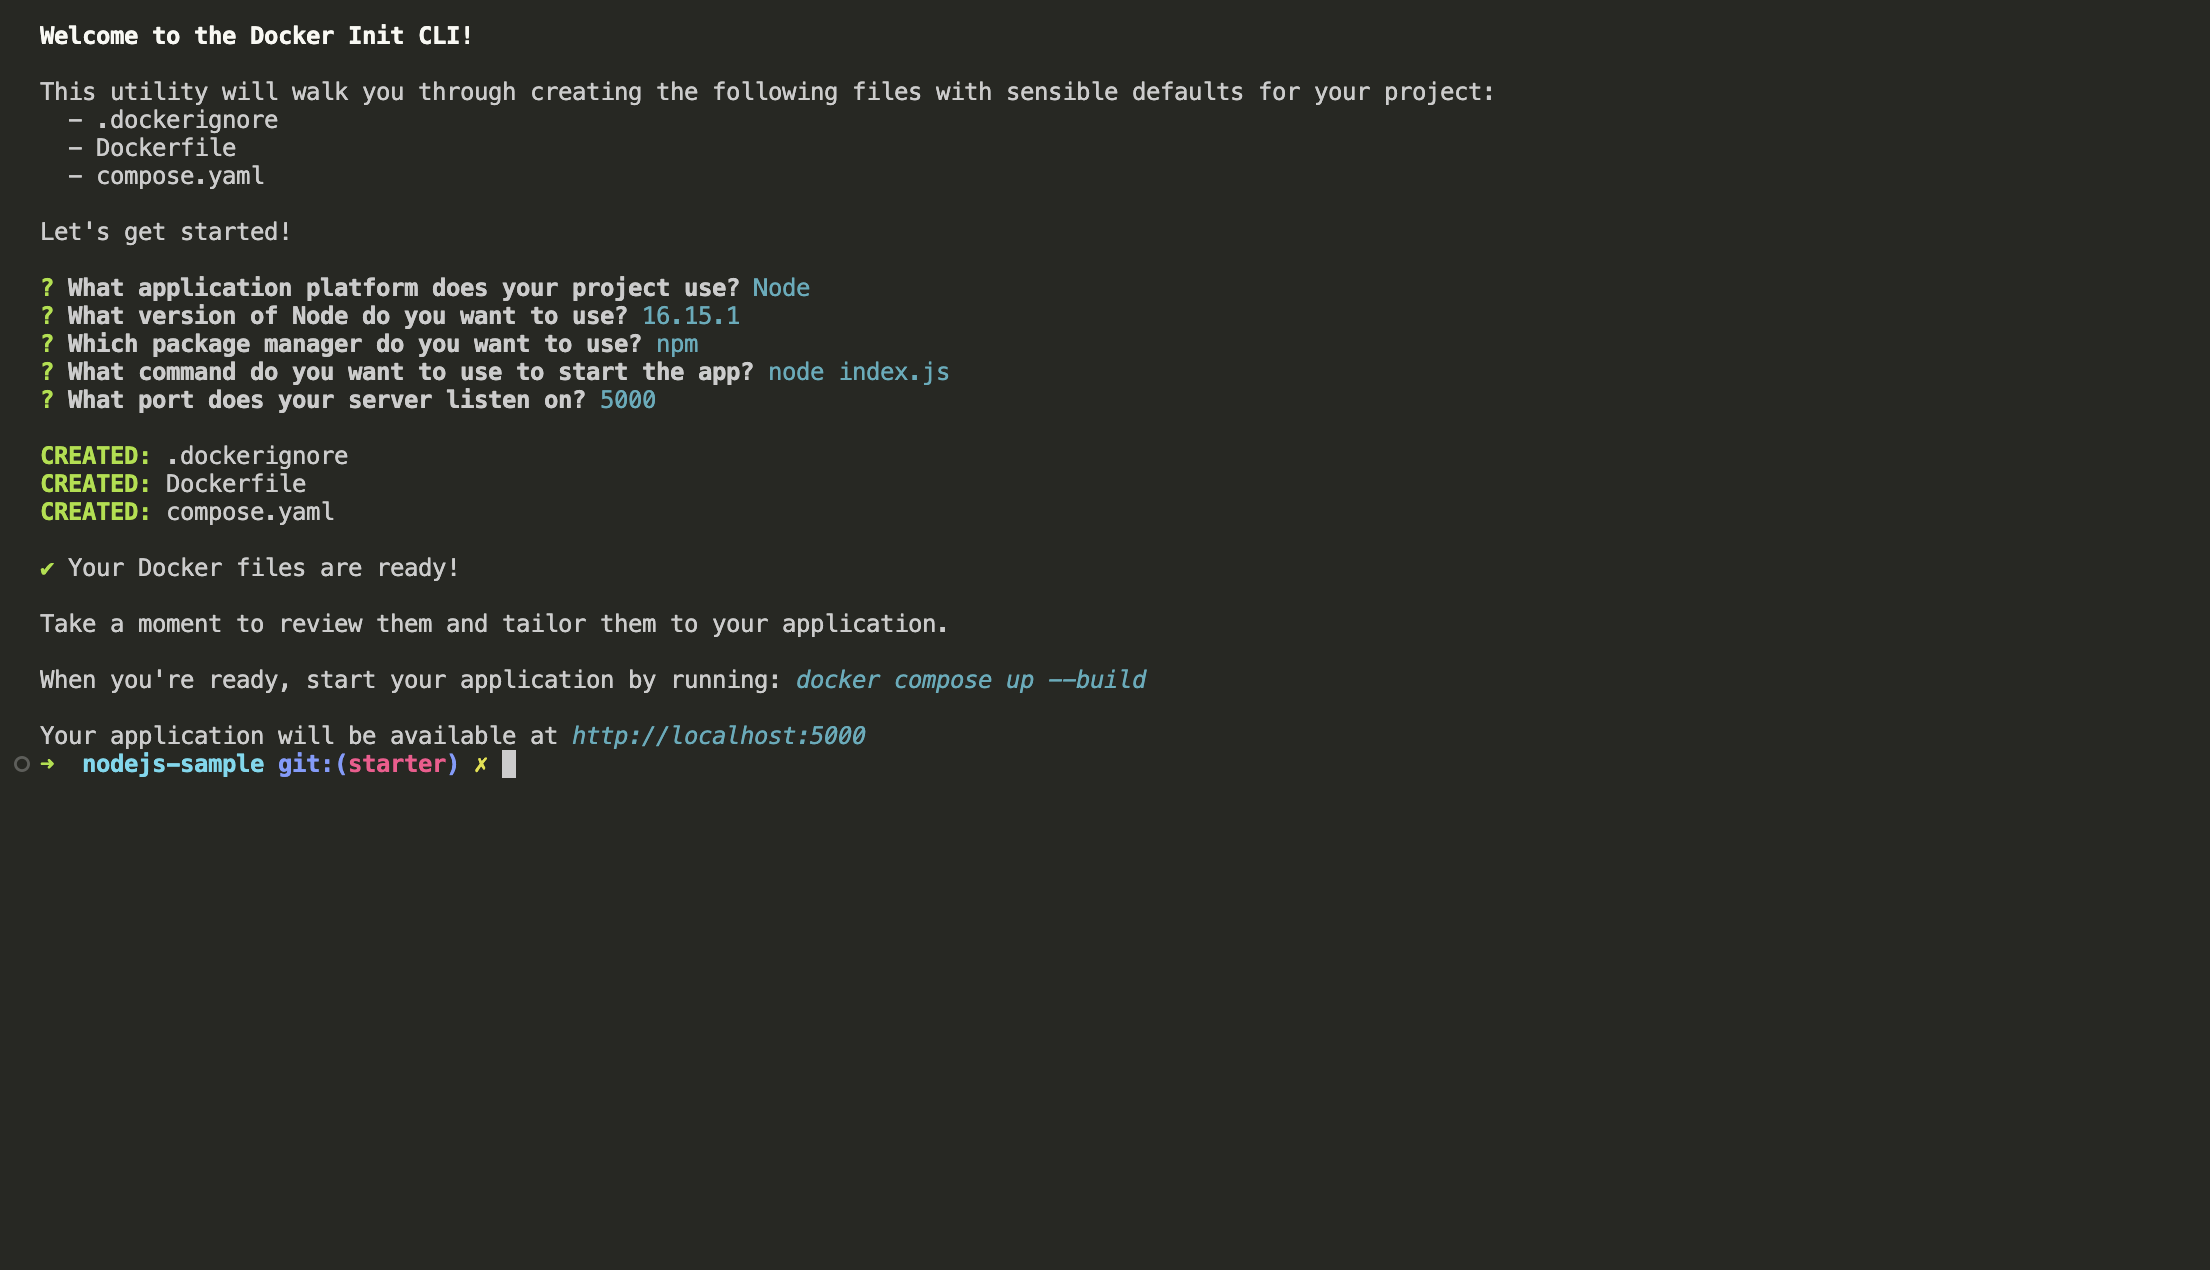 Welcome to the Docker Init CLI!
This utility will walk you through creating the following files with sensible defaults for your project:
- .dockerignore
- Dockerfile
- compose.yaml
Let's get started!
? What application platform does your project use? Node
? What version of Node do you want to use? 16.15.1
? Which package manager do you want to use? npm
? What command do you want to use to start the app? node index.js
? What port does your server listen on? 5000
CREATED: .dockerignore
CREATED: Dockerfile
CREATED: compose.yaml
✔ Your Docker files are ready!
Take a moment to review them and tailor them to your application.
When you're ready, start your application by running: docker compose up --build
Your application will be available at http://localhost:5000
➜ nodejs-sample git:(starter) ✗